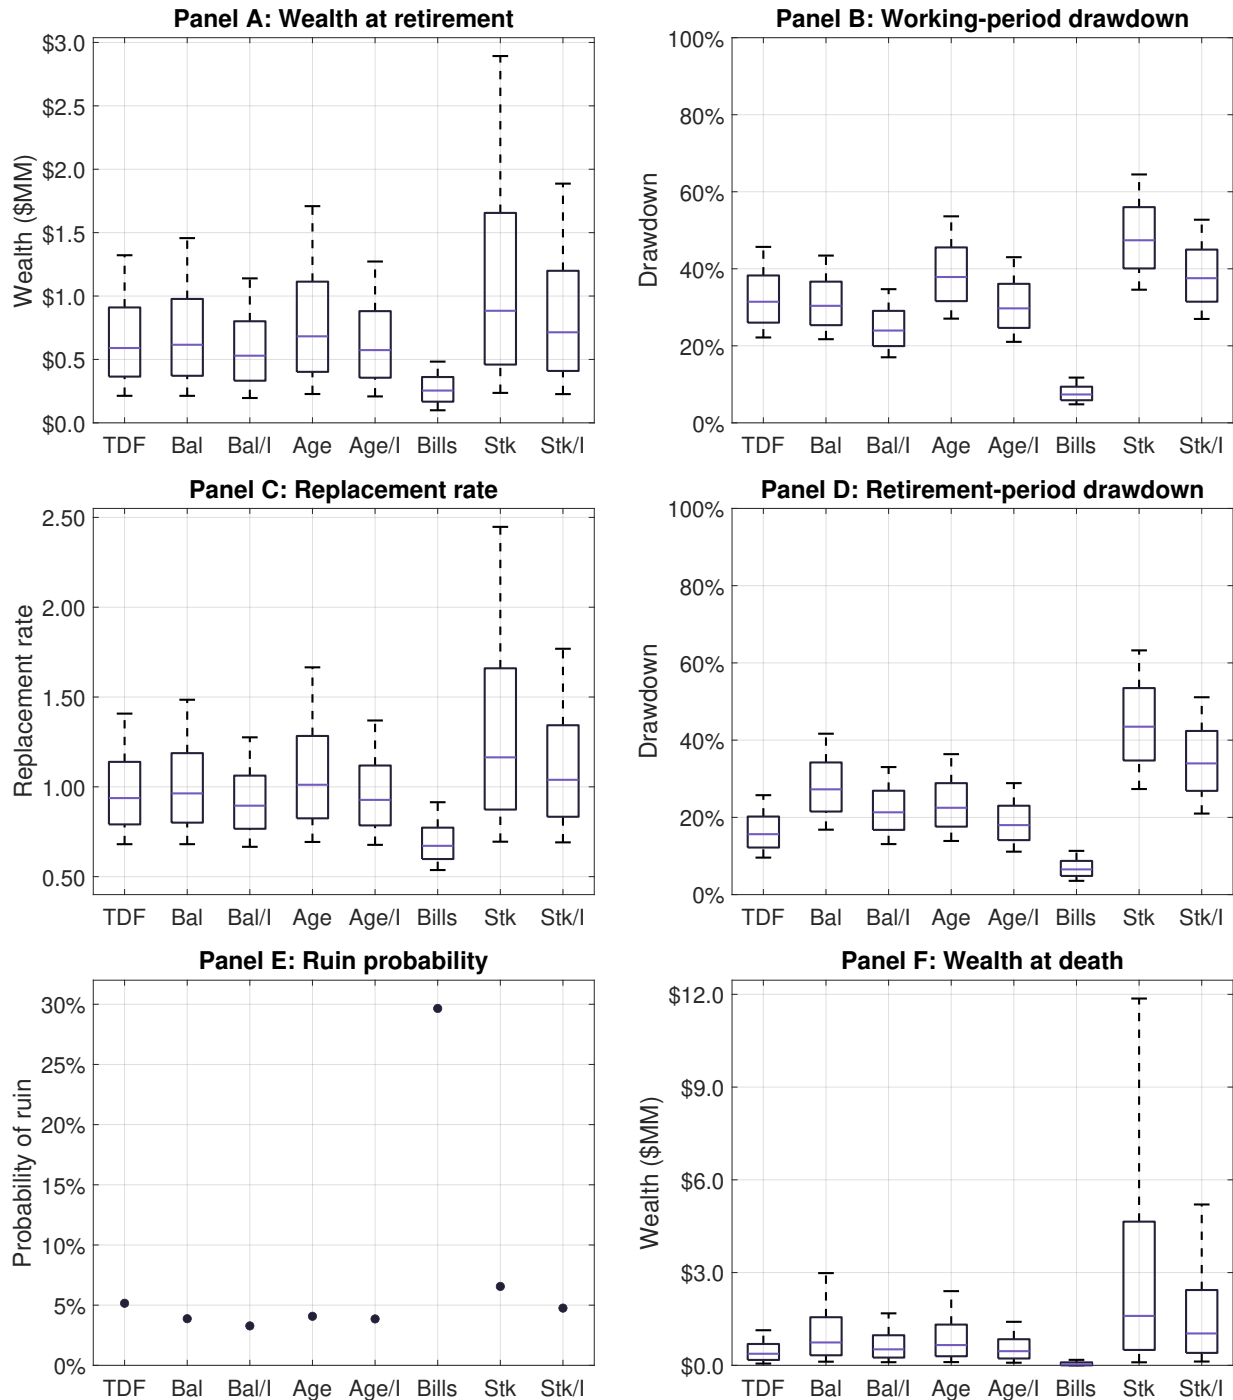 Panel A: Wealth at retirement
Wealth ($MM)
$3.0
$2.5
$2.0
$1.5
$1.0
$0.5
$0.0
TDF Bal Bal/I Age Age/I Bills Stk Stk/I
Panel B: Working-period drawdown
Drawdown
100%
80%
60%
40%
20%
0%
TDF Bal Bal/I Age Age/I Bills Stk Stk/I
Panel C: Replacement rate
Replacement rate
2.50
2.00
1.50
1.00
0.50
TDF Bal Bal/I Age Age/I Bills Stk Stk/I
Panel D: Retirement-period drawdown
Drawdown
100%
80%
60%
40%
20%
0%
TDF Bal Bal/I Age Age/I Bills Stk Stk/I
Panel E: Ruin probability
Probability of ruin
30%
25%
20%
15%
10%
5%
0%
TDF Bal Bal/I Age Age/I Bills Stk Stk/I
Panel F: Wealth at death
Wealth ($MM)
$12.0
$9.0
$6.0
$3.0
$0.0
TDF Bal Bal/I Age Age/I Bills Stk Stk/I